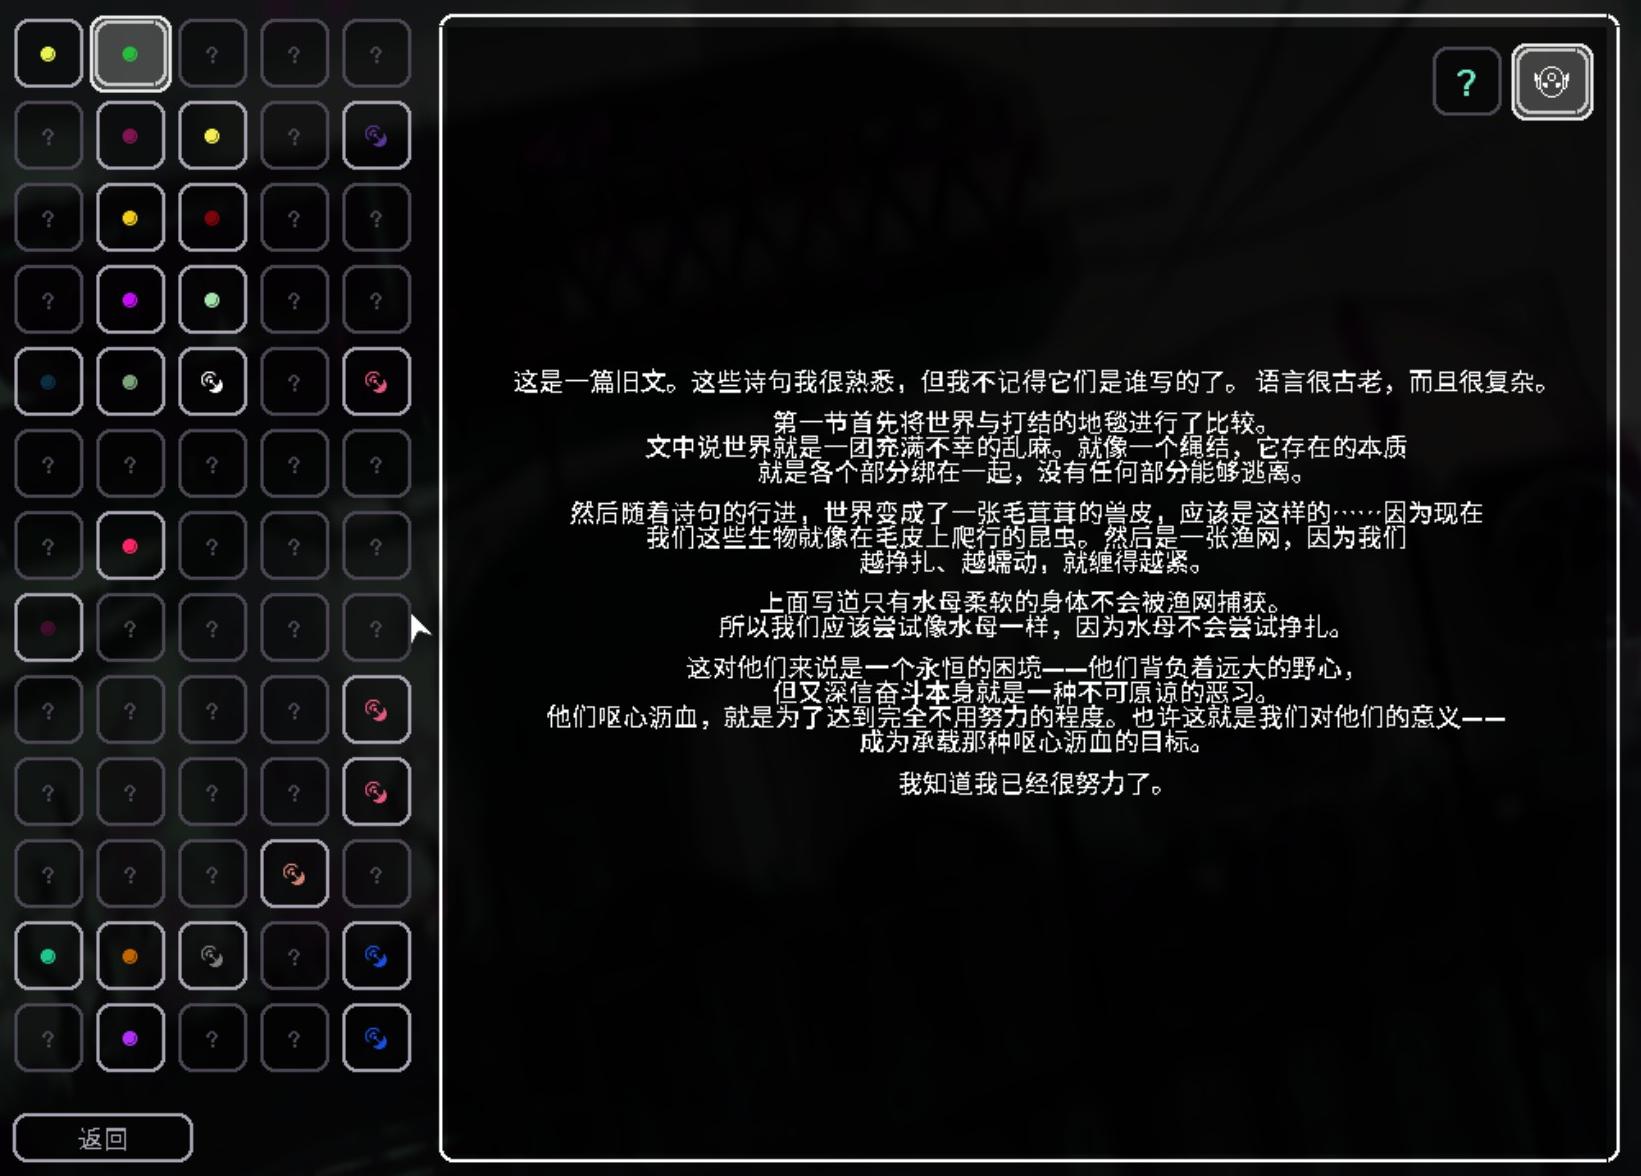 这是一篇旧文。这些诗句我很熟悉，但我不记得它们是谁写的了。 语言很古老，而且很复杂。
第一节首先将世界与打结的地毯进行了比较。
文中说世界就是一团充满不幸的乱麻。就像一个绳结，它存在的本质
就是各个部分绑在一起，没有任何部分能够逃离。
然后随着诗句的行进，世界变成了一张毛茸茸的兽皮，应该是这样的……因为现在
我们这些生物就像在毛皮上爬行的昆虫。然后是一张渔网，因为我们
越挣扎、越蠕动，就缠得越紧。
上面写道只有水母柔软的身体不会被渔网捕获。
所以我们应该尝试像水母一样，因为水母不会尝试挣扎。
这对他们来说是一个永恒的困境——他们背负着远大的野心，
但又深信奋斗本身就是一种不可原谅的恶习。
他们呕心沥血，就是为了达到完全不用努力的程度。也许这就是我们对他们的意义——
成为承载那种呕心沥血的目标。
我知道我已经很努力了。
返回